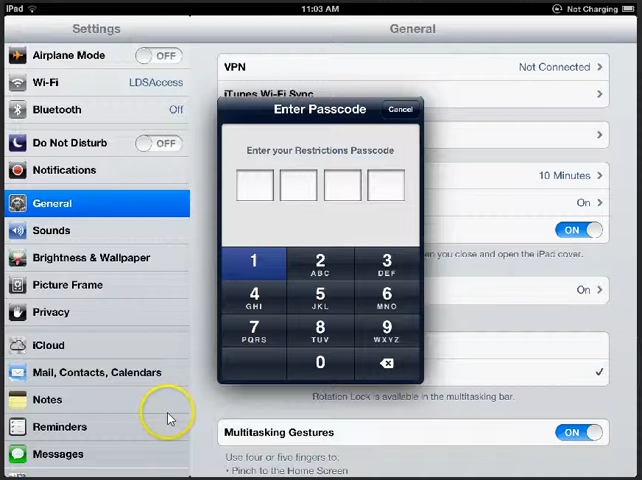 iPad
11:03 AM
Not Charging
Settings
General
Airplane Mode OFF
Wi-Fi LDSAccess
Bluetooth Off
Do Not Disturb OFF
Notifications
General
Sounds
Brightness & Wallpaper
Picture Frame
Privacy
iCloud
Mail, Contacts, Calendars
Notes
Reminders
Messages
VPN Not Connected
iTunes Wi-Fi Sync
10 Minutes
On
ON
en you close and open the iPad cover.
On
Rotation Lock is available in the multitasking bar.
Multitasking Gestures ON
Use four or five fingers to:
• Pinch to the Home Screen
Enter Passcode Cancel
Enter your Restrictions Passcode
1 2 3
ABC DEF
4 5 6
GHI JKL MNO
7 8 9
PQRS TUV WXYZ
0